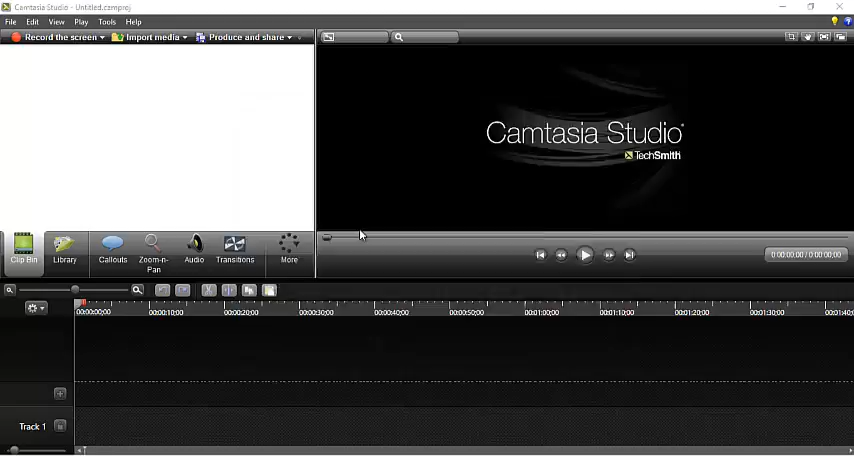 Camtasia Studio - Untitled.camproj
File Edit View Play Tools Help
Record the screen Import media Produce and share
Camtasia Studio®
TechSmith
Clip Bin Library Callouts Zoom-n-Pan Audio Transitions More
0:00:00;00 / 0:00:00;00
00:00:00;00 00:00:10;00 00:00:20;00 00:00:30;00 00:00:40;00 00:00:50;00 00:01:00;00 00:01:10;00 00:01:20;00 00:01:30;00 00:01:40;
Track 1